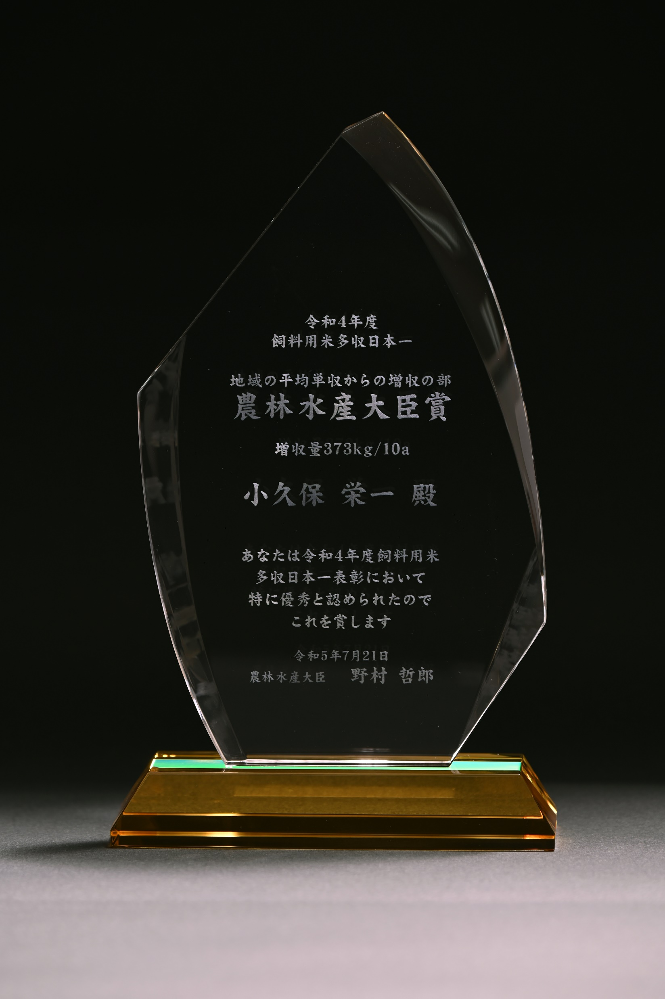 令和4年度
飼料用米多収日本一
地域の平均単収からの増収の部
農林水産大臣賞
増収量373kg/10a
小久保 栄一 殿
あなたは令和4年度飼料用米
多収日本一表彰において
特に優秀と認められたので
これを賞します
令和5年7月21日
農林水産大臣 野村 哲郎